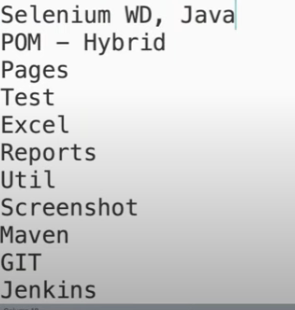 Selenium WD, Java
POM – Hybrid
Pages
Test
Excel
Reports
Util
Screenshot
Maven
GIT
Jenkins